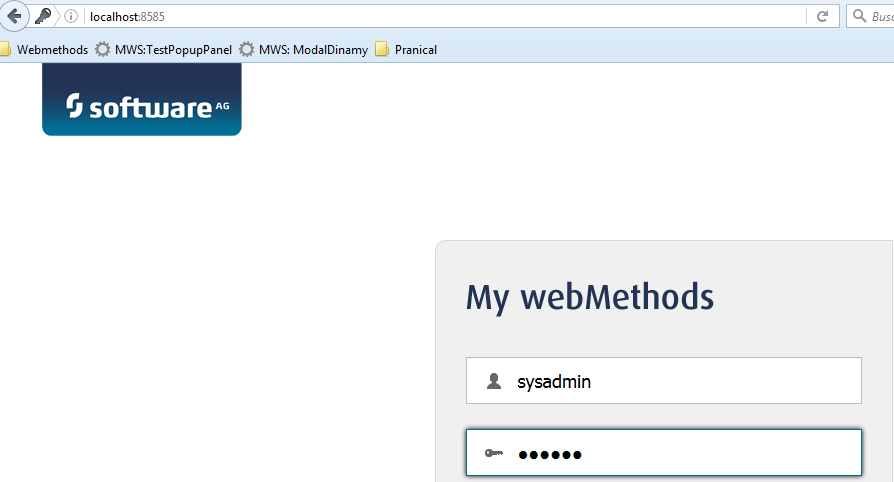 localhost:8585
Busc
Webmethods MWS:TestPopupPanel MWS: ModalDinamy Pranical
software AG
My webMethods
sysadmin
••••••